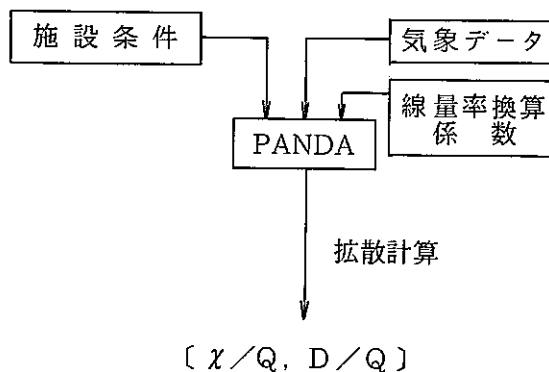 施設条件
気象データ
線量率換算
係数
PANDA
拡散計算
〔 χ／Q, D／Q 〕